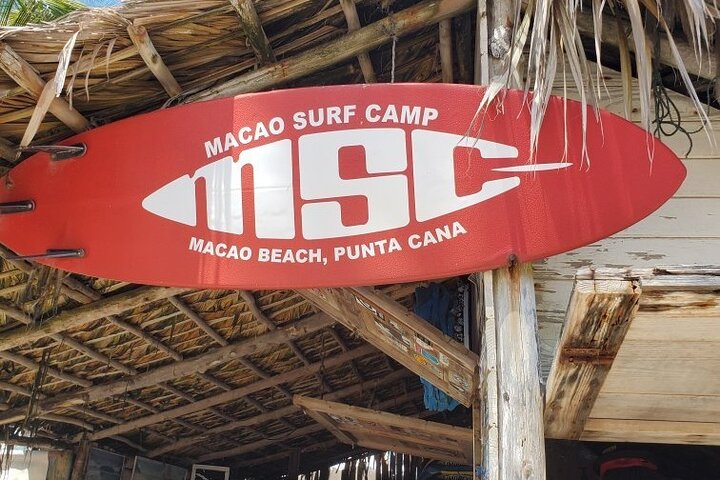 MACAO SURF CAMP
MSC
MACAO BEACH, PUNTA CANA